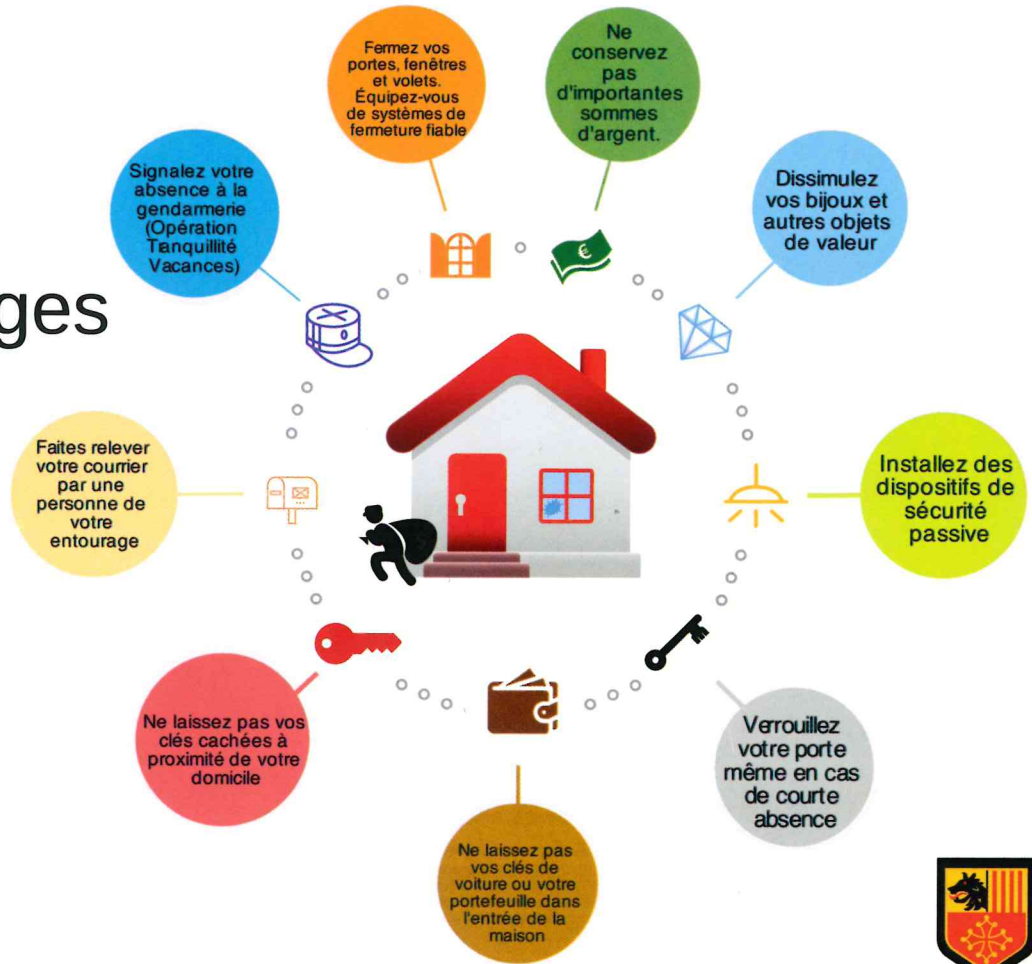 Fermez vos
portes, fenêtres
et volets.
Équipez-vous
de systèmes de
fermeture fiable
Ne
conservez
pas
d'importantes
sommes
d'argent.
Signalez votre
absence à la
gendarmerie
(Opération
Tranquillité
Vacances)
Dissimulez
vos bijoux et
autres objets
de valeur
ges
Faites relever
votre courrier
par une
personne de
votre
entourage
Installez des
dispositifs de
sécurité
passive
Ne laissez pas vos
clés cachées à
proximité de votre
domicile
Verrouillez
votre porte
même en cas
de courte
absence
Ne laissez pas
vos clés de
voiture ou votre
portefeuille dans
l'entrée de la
maison